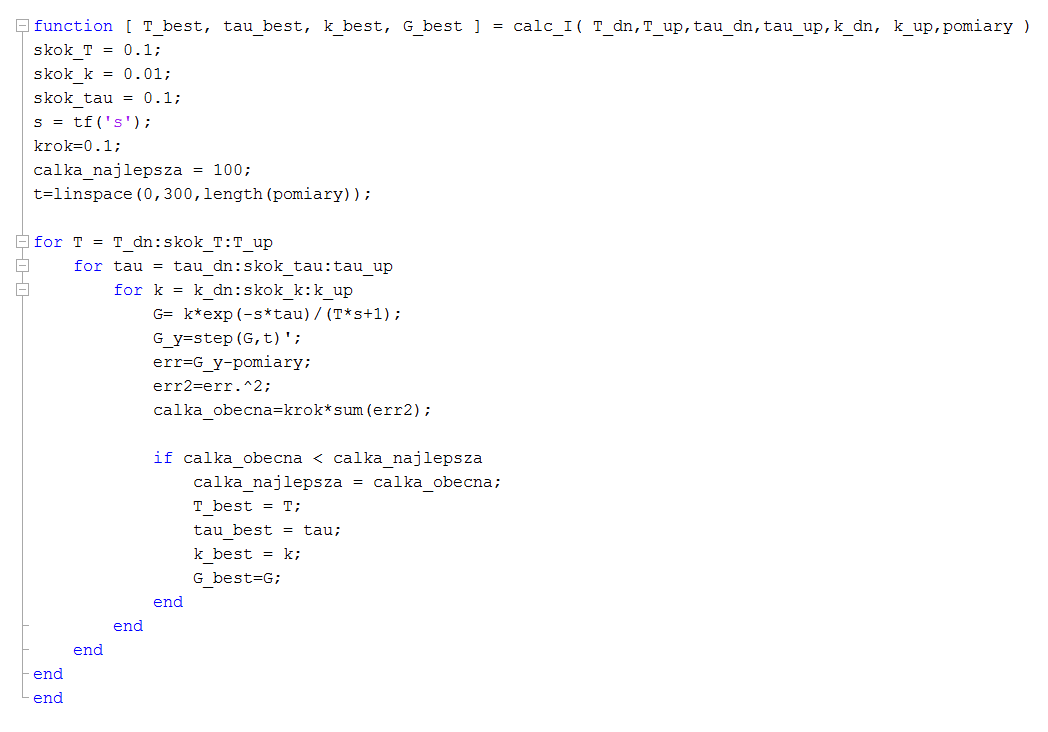 function [ T_best, tau_best, k_best, G_best ] = calc_I( T_dn,T_up,tau_dn,tau_up,k_dn, k_up,pomiary )
skok_T = 0.1;
skok_k = 0.01;
skok_tau = 0.1;
s = tf('s');
krok=0.1;
calka_najlepsza = 100;
t=linspace(0,300,length(pomiary));
for T = T_dn:skok_T:T_up
for tau = tau_dn:skok_tau:tau_up
for k = k_dn:skok_k:k_up
G= k*exp(-s*tau)/(T*s+1);
G_y=step(G,t)';
err=G_y-pomiary;
err2=err.^2;
calka_obecna=krok*sum(err2);
if calka_obecna < calka_najlepsza
calka_najlepsza = calka_obecna;
T_best = T;
tau_best = tau;
k_best = k;
G_best=G;
end
end
end
end
end